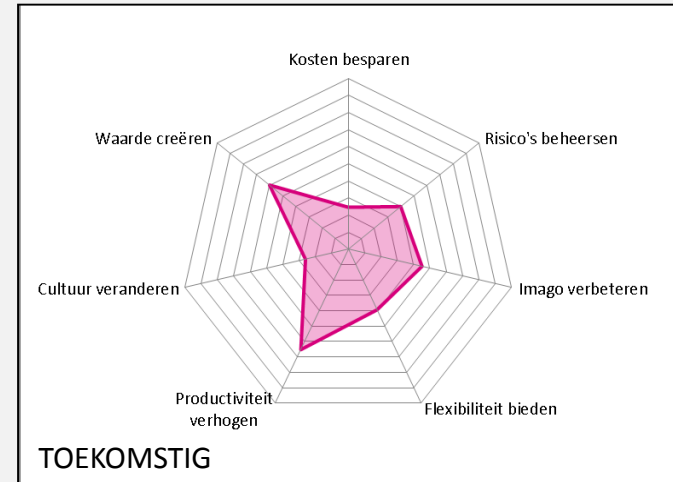 Kosten besparen
Waarde creëren
Risico's beheersen
Cultuur veranderen
Imago verbeteren
Productiviteit
verhogen
Flexibiliteit bieden
TOEKOMSTIG